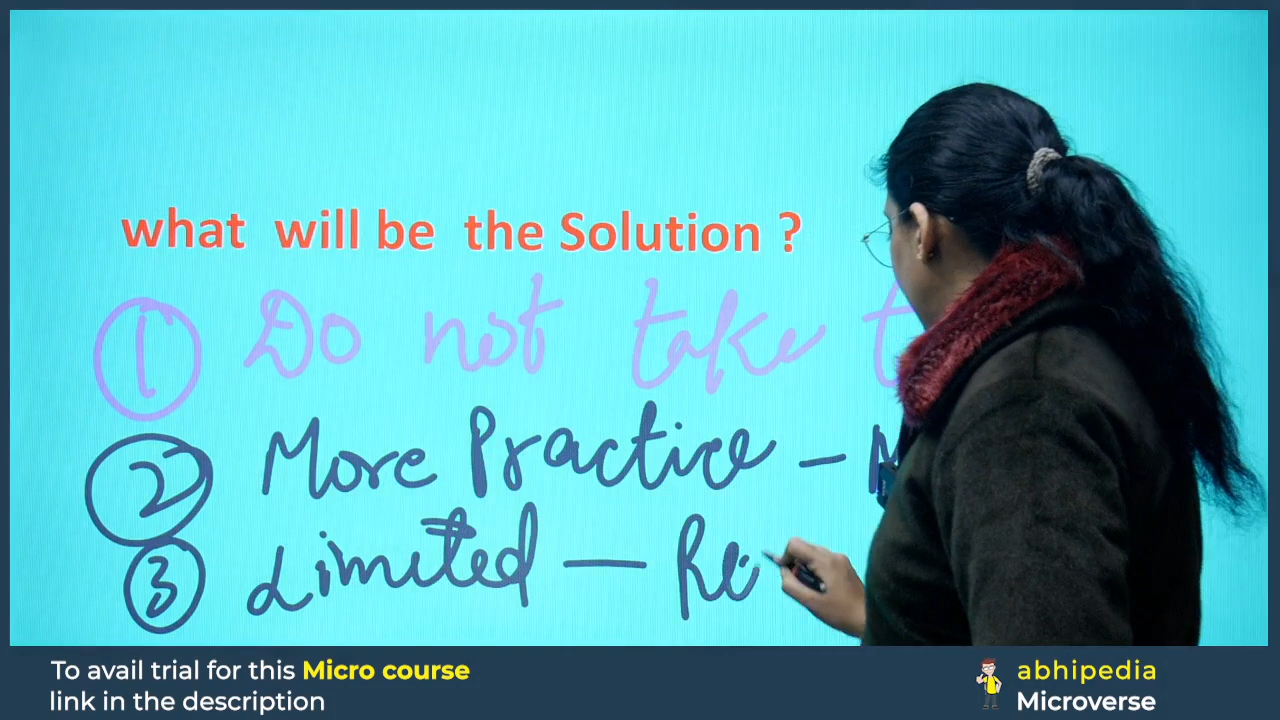 what will be the Solution ?
① Do not take
② More Practice –
③ Limited — Re
To avail trial for this Micro course
link in the description
abhipedia
Microverse